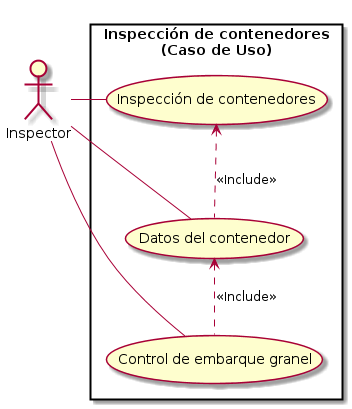 Inspección de contenedores
(Caso de Uso)
Inspección de contenedores
Inspector
«Include»
Datos del contenedor
«Include»
Control de embarque granel